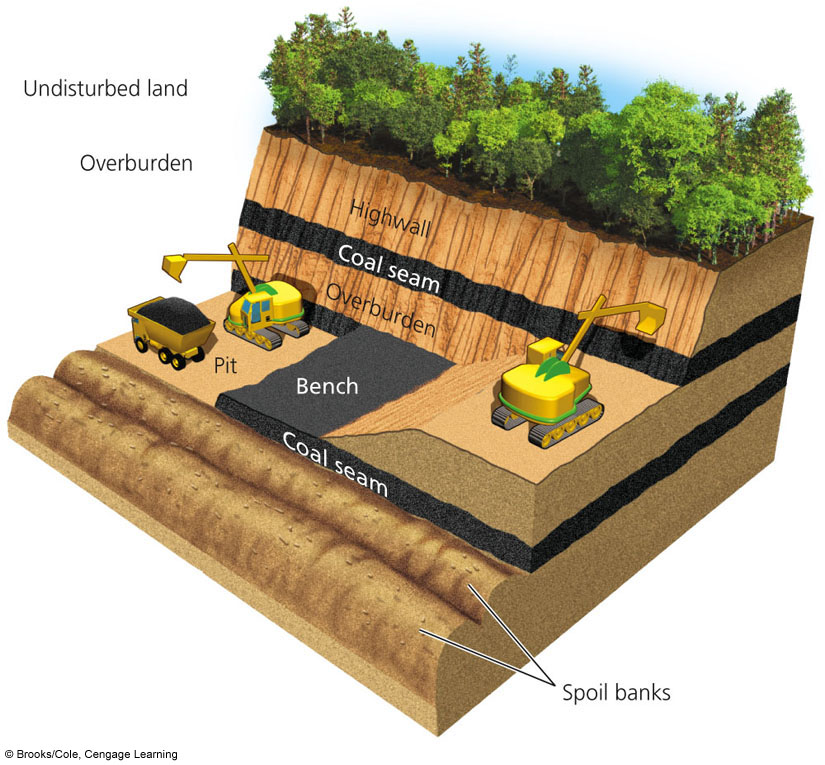 Undisturbed land
Overburden
Highwall
Coal seam
Overburden
Pit
Bench
Coal seam
Spoil banks
© Brooks/Cole, Cengage Learning